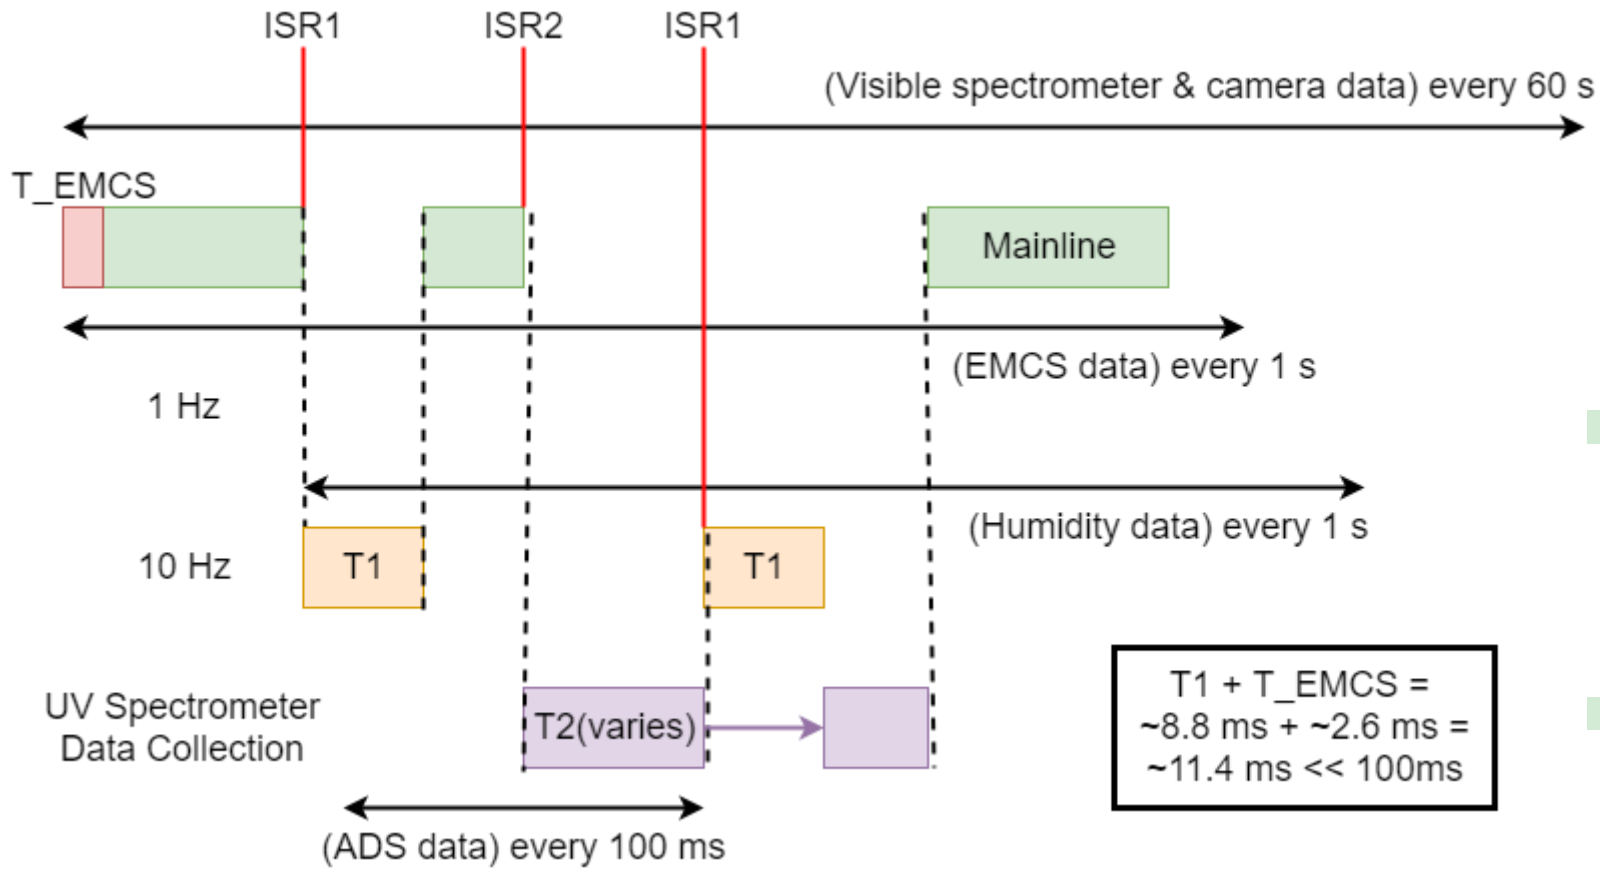 ISR1
ISR2
ISR1
(Visible spectrometer & camera data) every 60 s
T_EMCS
Mainline
(EMCS data) every 1 s
1 Hz
(Humidity data) every 1 s
10 Hz
T1
T1
UV Spectrometer
Data Collection
T2(varies)
T1 + T_EMCS =
~8.8 ms + ~2.6 ms =
~11.4 ms << 100ms
(ADS data) every 100 ms